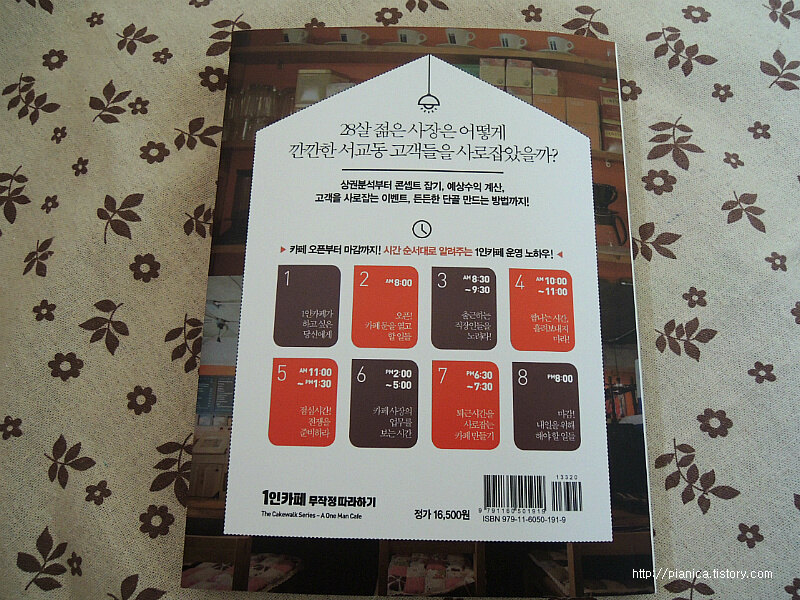 28살 젊은 사장은 어떻게
깐깐한 서교동 고객들을 사로잡았을까?
상권분석부터 콘셉트 잡기, 예상수익 계산,
고객을 사로잡는 이벤트, 든든한 단골 만드는 방법까지!
▶ 카페 오픈부터 마감까지! 시간 순서대로 알려주는 1인카페 운영 노하우! ◀
1
1인카페가
하고 싶은
당신에게
2 AM 8:00
오픈!
카페 문을 열고
할 일들
3 AM 8:30
~ 9:30
출근하는
직장인들을
노려라!
4 AM 10:00
~ 11:00
쉼나는 시간,
흘려보내지
마라!
5 AM 11:00
~ PM 1:30
점심시간!
전쟁을
준비하라
6 PM 2:00
~ 5:00
카페 사장의
업무를
보는 시간
7 PM 6:30
~ 7:30
퇴근시간을
사로잡는
카페 만들기
8 PM 8:00
마감!
내일을 위해
해야 할 일들
1인카페 무작정 따라하기
The Cakewalk Series – A One Man Cafe
정가 16,500원
13320
9 791160 501919
ISBN 979-11-6050-191-9
http://pianica.tistory.com